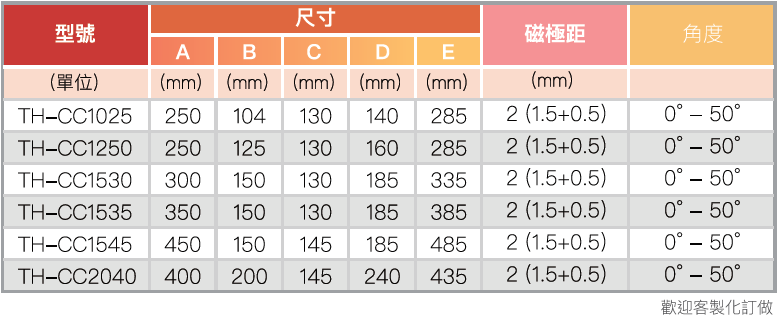 型號 尺寸 磁極距 角度
A B C D E
(單位) (mm) (mm) (mm) (mm) (mm) (mm)
TH-CC1025 250 104 130 140 285 2 (1.5+0.5) 0° - 50°
TH-CC1250 250 125 130 160 285 2 (1.5+0.5) 0° - 50°
TH-CC1530 300 150 130 185 335 2 (1.5+0.5) 0° - 50°
TH-CC1535 350 150 130 185 385 2 (1.5+0.5) 0° - 50°
TH-CC1545 450 150 145 185 485 2 (1.5+0.5) 0° - 50°
TH-CC2040 400 200 145 240 435 2 (1.5+0.5) 0° - 50°
歡迎客製化訂做